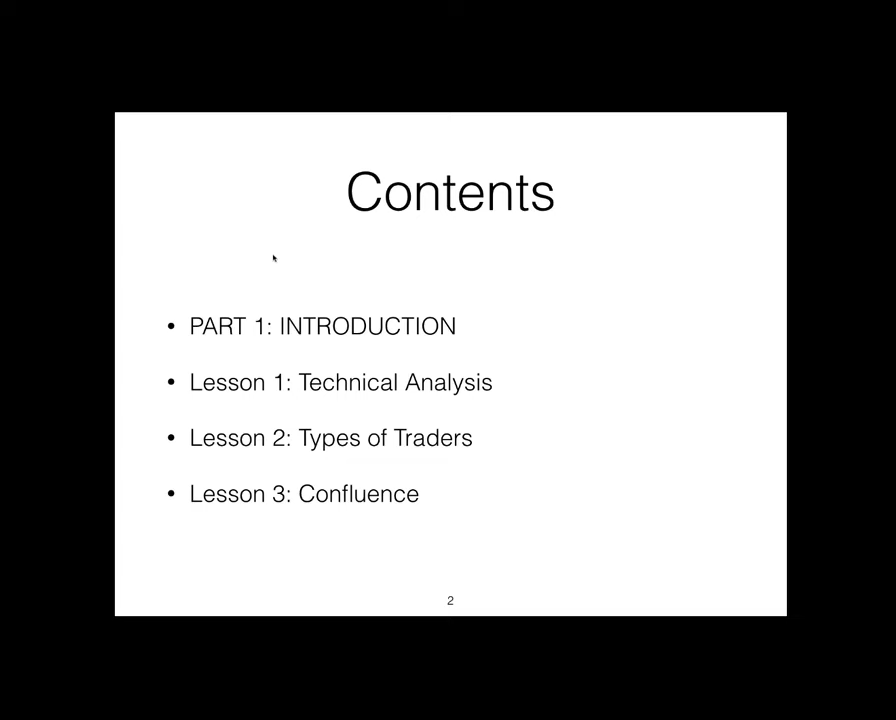 Contents
• PART 1: INTRODUCTION
• Lesson 1: Technical Analysis
• Lesson 2: Types of Traders
• Lesson 3: Confluence
2